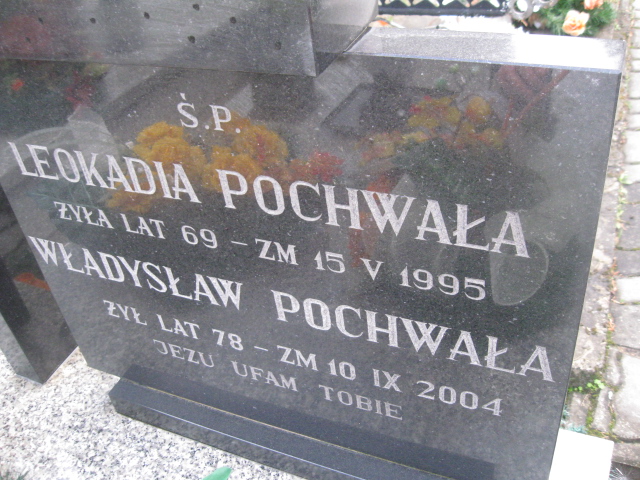 Ś.P.
LEOKADIA POCHWAŁA
ŻYŁA LAT 69 – ZM 15 V 1995
WŁADYSŁAW POCHWAŁA
ŻYŁ LAT 78 – ZM 10 IX 2004
JEZU UFAM TOBIE